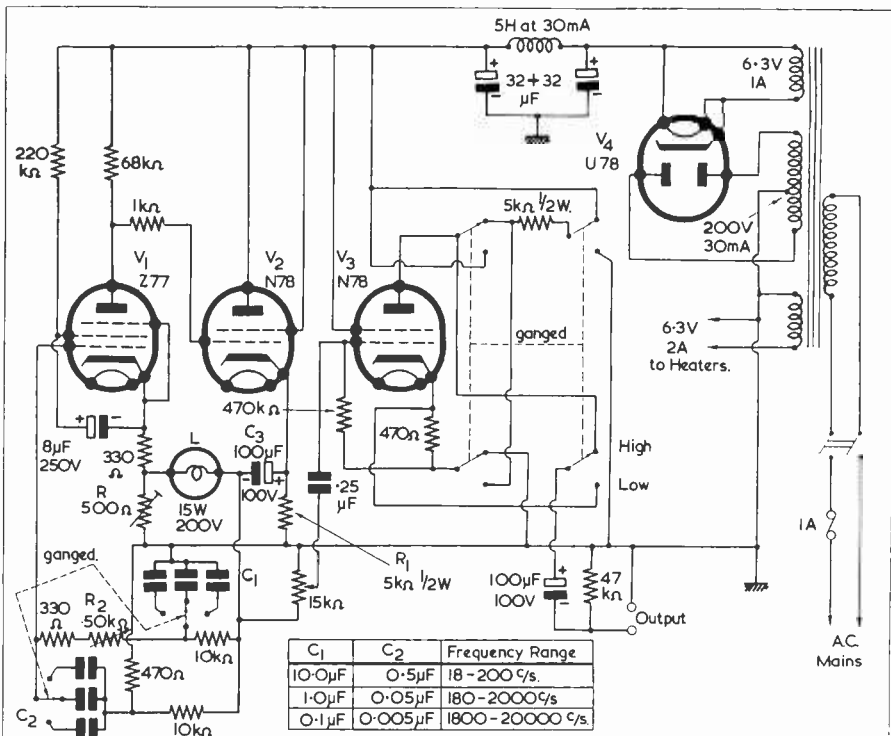 5H at 30mA
32+32
μF
6·3V
1A
V4
U78
220
kΩ
68kΩ
1kΩ
5kΩ 1/2W.
200V
30mA
V1
Z77
V2
N78
V3
N78
ganged
6·3V
2A
to Heaters.
470kΩ
470Ω
8μF
250V
330
Ω
L
C3
100μF
100V
·25
μF
High
Low
R
500Ω
15W
200V
R1
5kΩ 1/2W
1A
ganged.
C1
15kΩ
100μF
100V
47
kΩ
Output
330
Ω
R2
50kΩ
10kΩ
470Ω
C2
10kΩ
A.C.
Mains
C1 C2 Frequency Range
10·0μF 0·5μF 18-200 c/s.
1·0μF 0·05μF 180-2000 c/s
0·1μF 0·005μF 1800-20000 c/s.